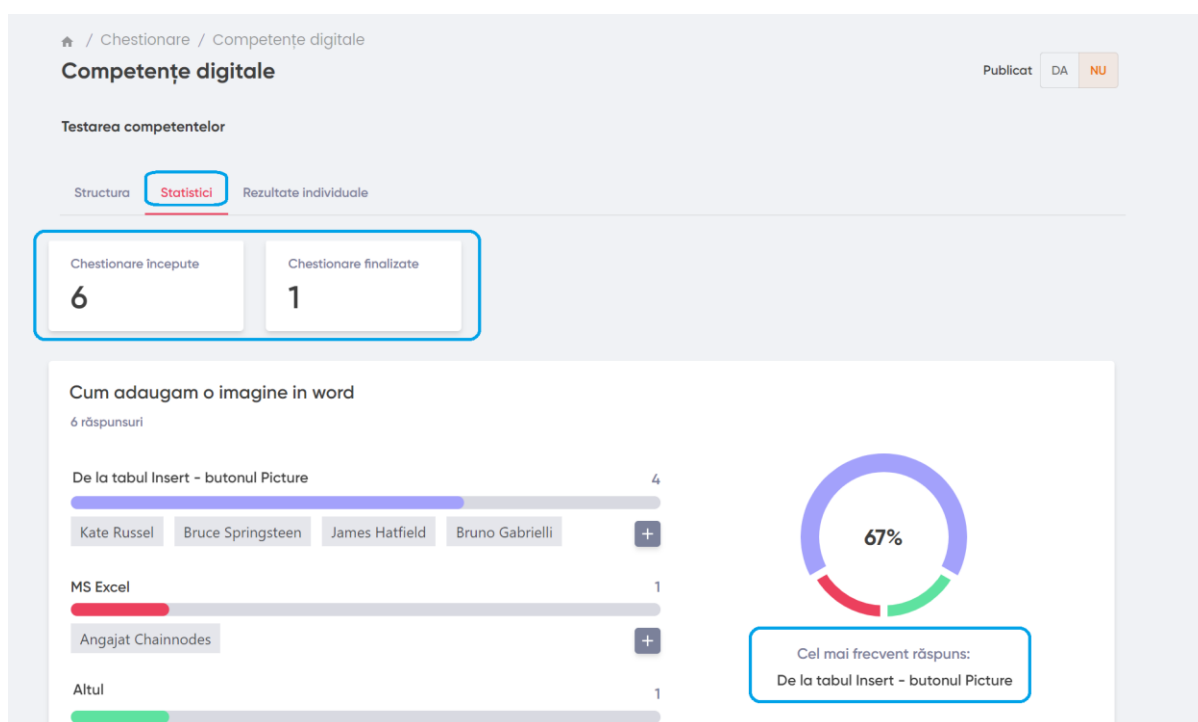 / Chestionare / Competențe digitale
Competențe digitale
Publicat DA NU
Testarea competentelor
Structura Statistici Rezultate individuale
Chestionare începute Chestionare finalizate
6 1
Cum adaugam o imagine in word
6 răspunsuri
De la tabul Insert - butonul Picture 4
Kate Russel Bruce Springsteen James Hatfield Bruno Gabrielli +
67%
MS Excel 1
Angajat Chainnodes +
Cel mai frecvent răspuns:
De la tabul Insert - butonul Picture
Altul 1